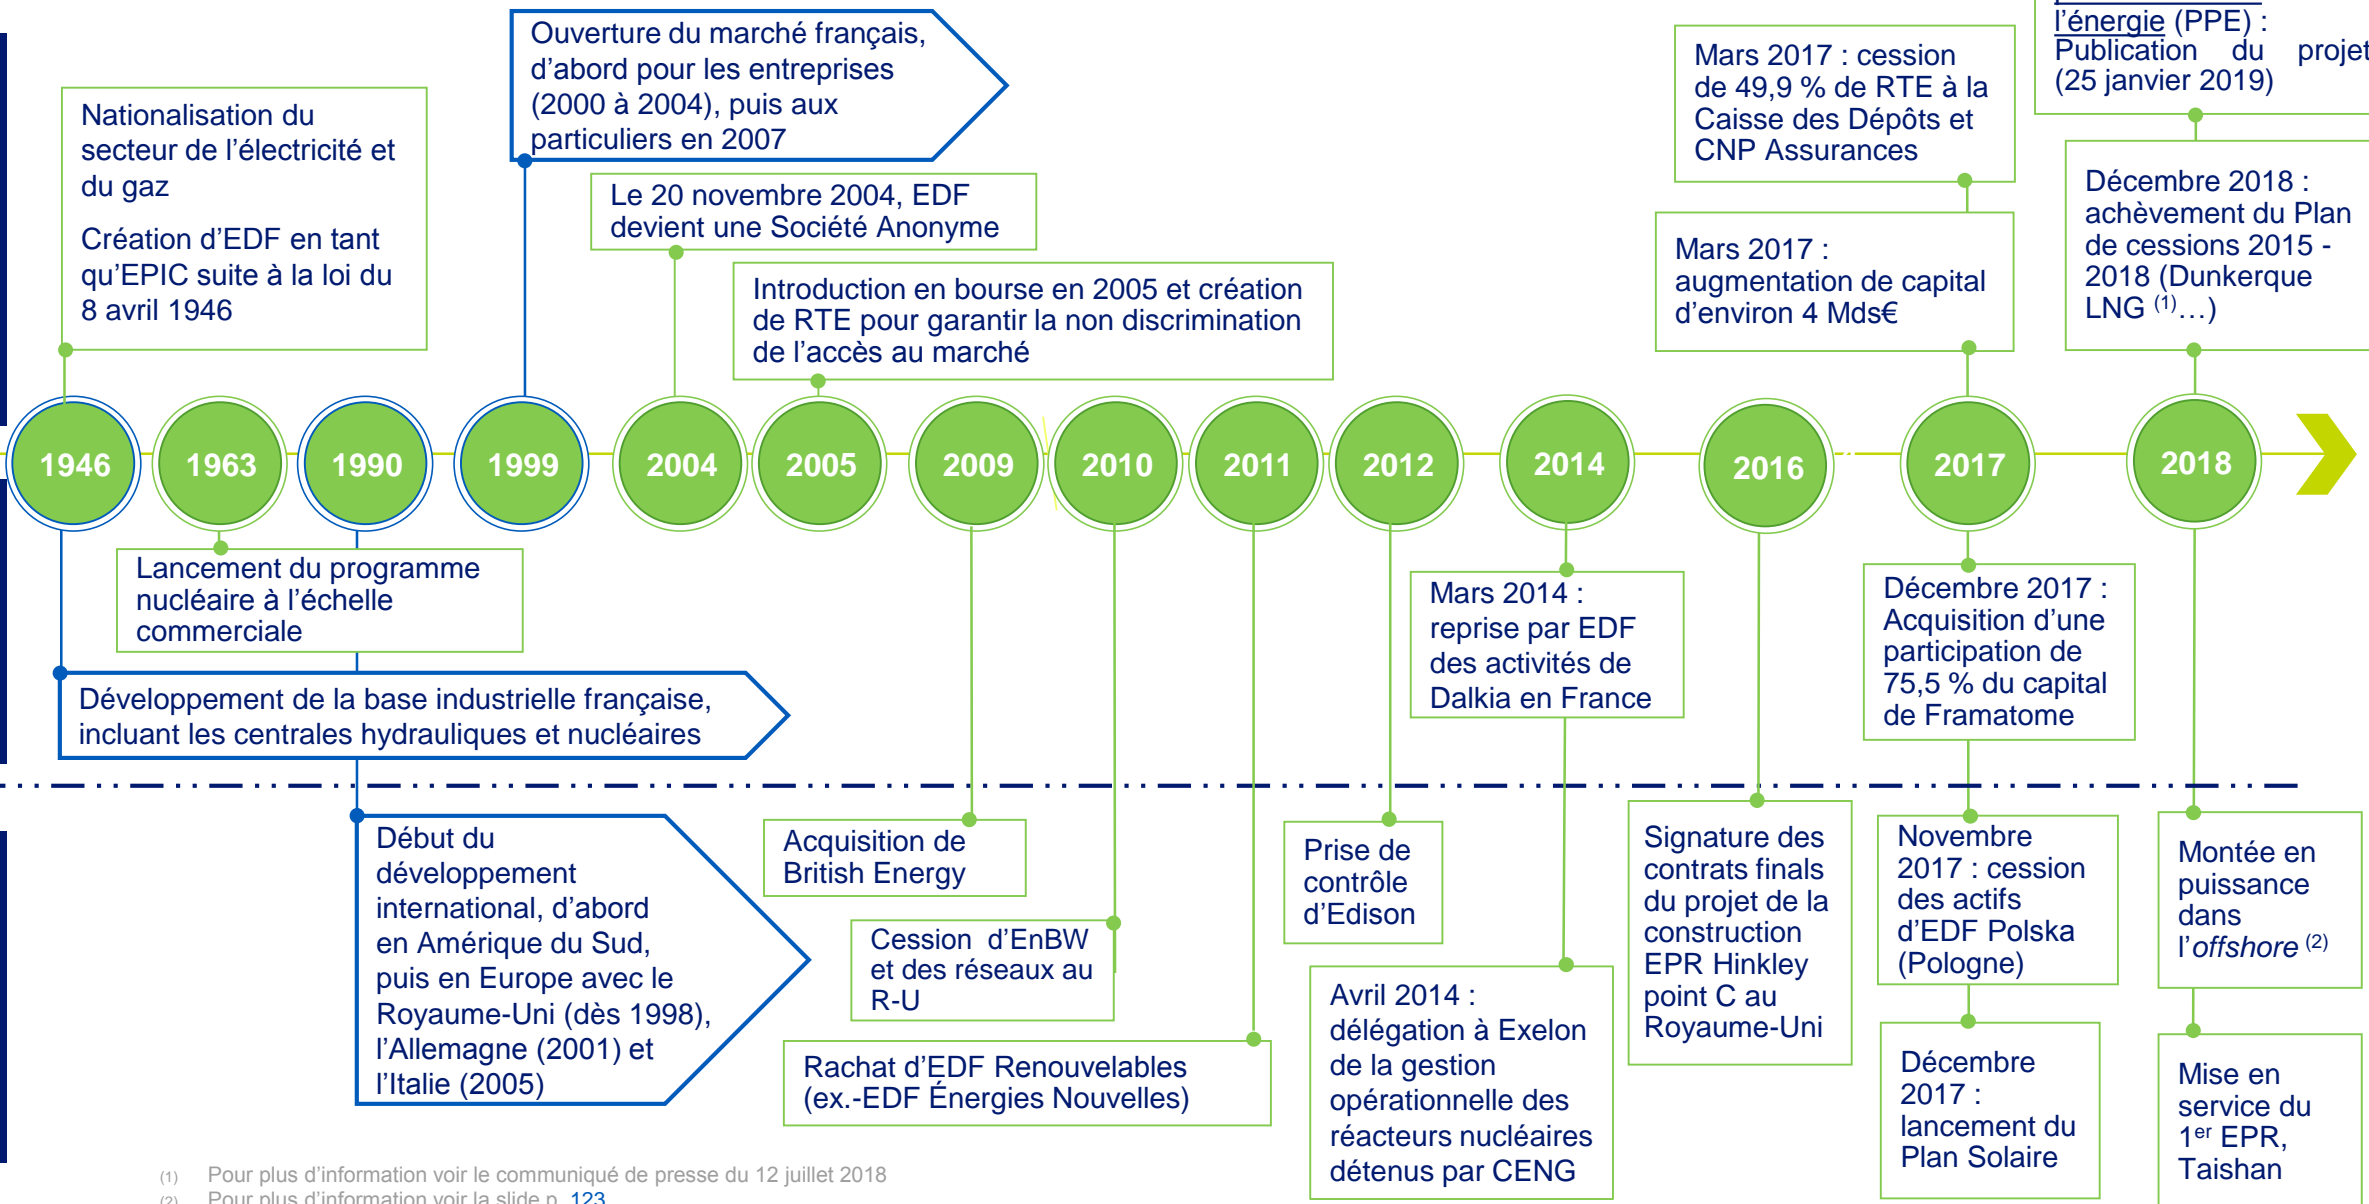 l’énergie (PPE) :
Publication du projet
(25 janvier 2019)
Ouverture du marché français,
d’abord pour les entreprises
(2000 à 2004), puis aux
particuliers en 2007
Mars 2017 : cession
de 49,9 % de RTE à la
Caisse des Dépôts et
CNP Assurances
Nationalisation du
secteur de l’électricité et
du gaz
Création d’EDF en tant
qu’EPIC suite à la loi du
8 avril 1946
Le 20 novembre 2004, EDF
devient une Société Anonyme
Décembre 2018 :
achèvement du Plan
de cessions 2015 -
2018 (Dunkerque
LNG (1)…)
Mars 2017 :
augmentation de capital
d’environ 4 Mds€
Introduction en bourse en 2005 et création
de RTE pour garantir la non discrimination
de l’accès au marché
1946
1963
1990
1999
2004
2005
2009
2010
2011
2012
2014
2016
2017
2018
Lancement du programme
nucléaire à l’échelle
commerciale
Mars 2014 :
reprise par EDF
des activités de
Dalkia en France
Décembre 2017 :
Acquisition d’une
participation de
75,5 % du capital
de Framatome
Développement de la base industrielle française,
incluant les centrales hydrauliques et nucléaires
Début du
développement
international, d’abord
en Amérique du Sud,
puis en Europe avec le
Royaume-Uni (dès 1998),
l’Allemagne (2001) et
l’Italie (2005)
Acquisition de
British Energy
Cession d’EnBW
et des réseaux au
R-U
Rachat d’EDF Renouvelables
(ex.-EDF Énergies Nouvelles)
Prise de
contrôle
d’Edison
Avril 2014 :
délégation à Exelon
de la gestion
opérationnelle des
réacteurs nucléaires
détenus par CENG
Signature des
contrats finals
du projet de la
construction
EPR Hinkley
point C au
Royaume-Uni
Novembre
2017 : cession
des actifs
d’EDF Polska
(Pologne)
Décembre
2017 :
lancement du
Plan Solaire
Montée en
puissance
dans
l’offshore (2)
Mise en
service du
1er EPR,
Taishan
(1) Pour plus d’information voir le communiqué de presse du 12 juillet 2018
(2) Pour plus d’information voir la slide p. 123